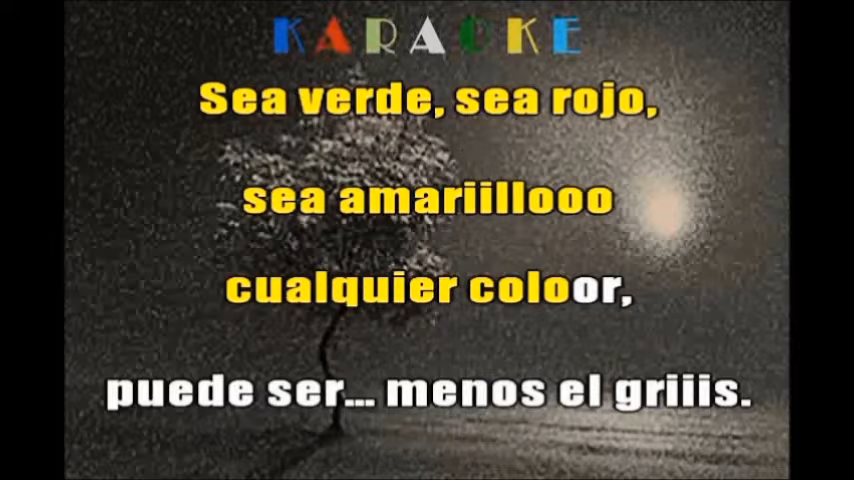 KARAOKE
Sea verde, sea rojo,
sea amariillooo
cualquier coloor,
puede ser... menos el griiis.